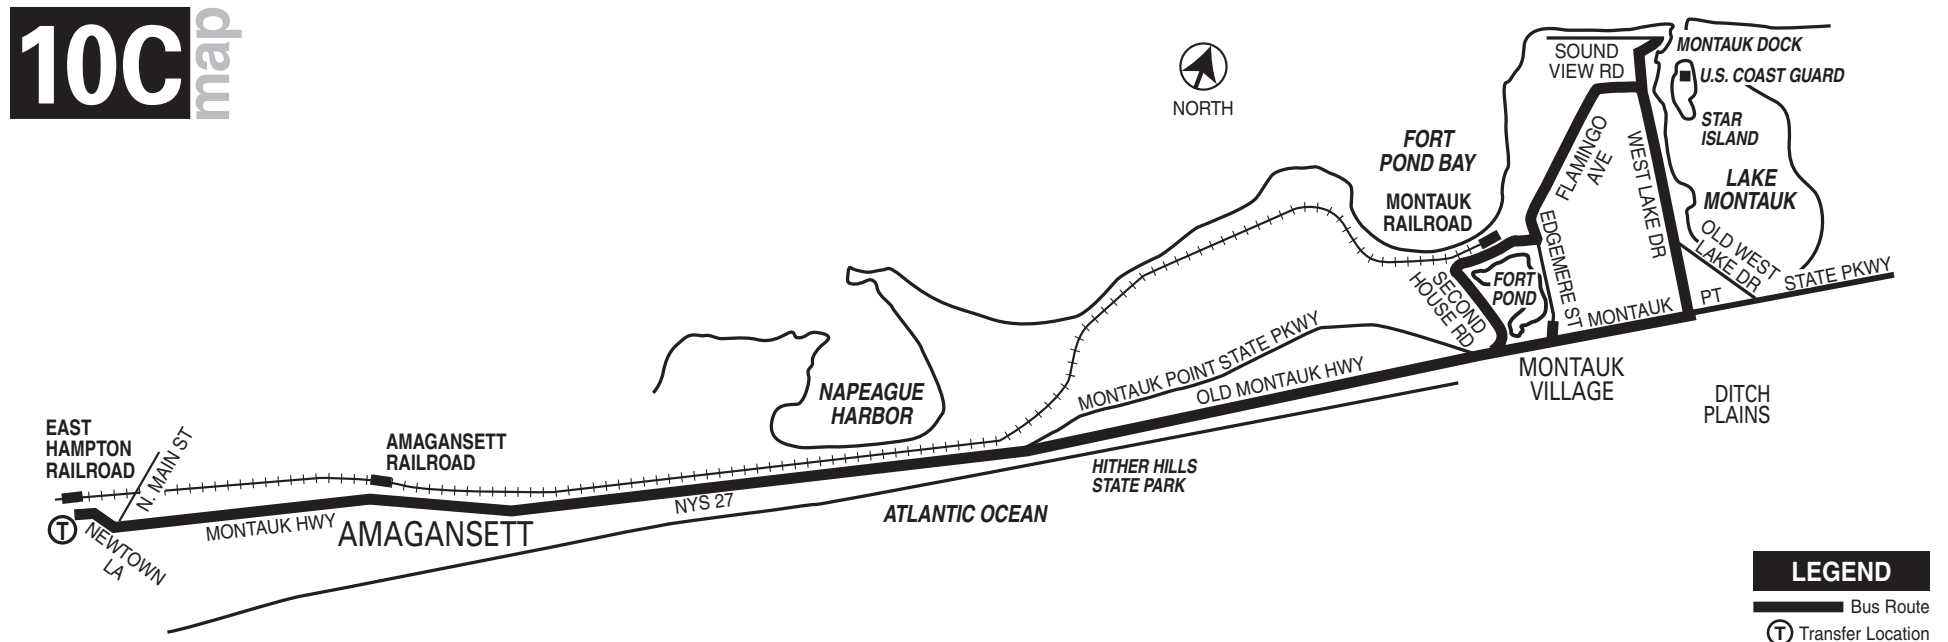 10C
map
NORTH
SOUND
VIEW RD
MONTAUK DOCK
U.S. COAST GUARD
STAR
ISLAND
FORT
POND BAY
FLAMINGO
AVE
WEST LAKE DR
LAKE
MONTAUK
MONTAUK
RAILROAD
EDGEMERE ST
OLD WEST
LAKE DR
SECOND
HOUSE RD
FORT
POND
MONTAUK
PT
STATE PKWY
MONTAUK POINT STATE PKWY
OLD MONTAUK HWY
MONTAUK
VILLAGE
DITCH
PLAINS
NAPEAGUE
HARBOR
EAST
HAMPTON
RAILROAD
N. MAIN ST
AMAGANSETT
RAILROAD
HITHER HILLS
STATE PARK
NYS 27
ATLANTIC OCEAN
T
NEWTOWN
LA
MONTAUK HWY
AMAGANSETT
LEGEND
Bus Route
T Transfer Location